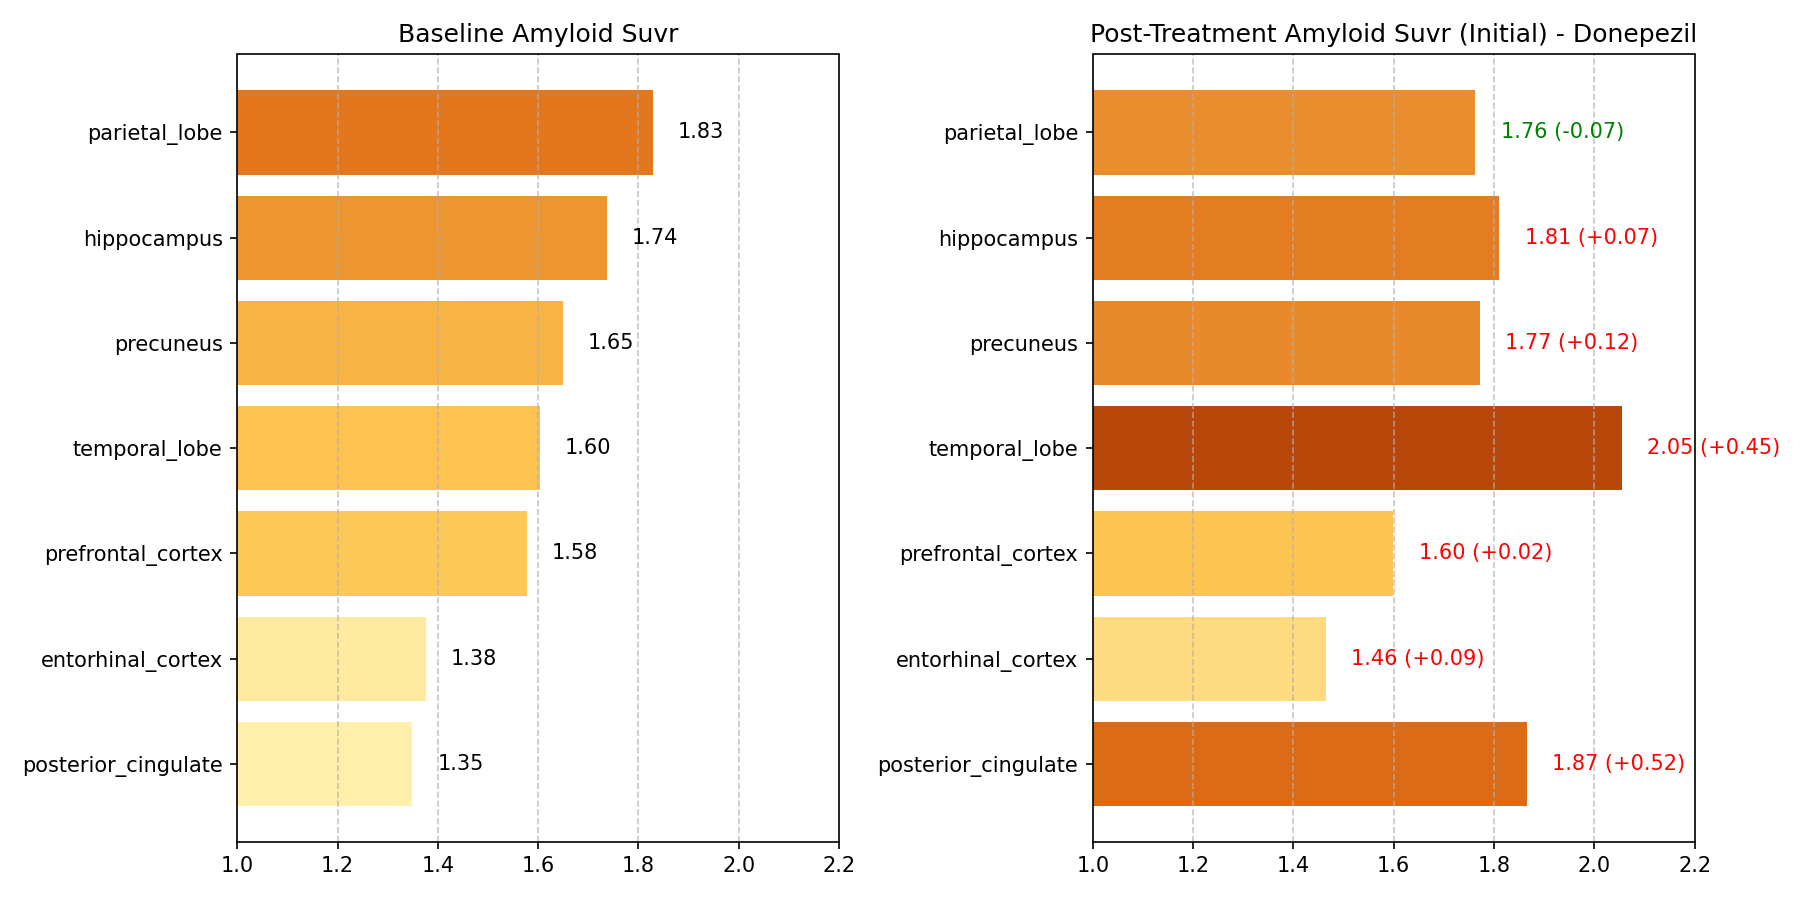 Baseline Amyloid Suvr
parietal_lobe 1.83
hippocampus 1.74
precuneus 1.65
temporal_lobe 1.60
prefrontal_cortex 1.58
entorhinal_cortex 1.38
posterior_cingulate 1.35
1.0 1.2 1.4 1.6 1.8 2.0 2.2
Post-Treatment Amyloid Suvr (Initial) - Donepezil
parietal_lobe 1.76 (-0.07)
hippocampus 1.81 (+0.07)
precuneus 1.77 (+0.12)
temporal_lobe 2.05 (+0.45)
prefrontal_cortex 1.60 (+0.02)
entorhinal_cortex 1.46 (+0.09)
posterior_cingulate 1.87 (+0.52)
1.0 1.2 1.4 1.6 1.8 2.0 2.2